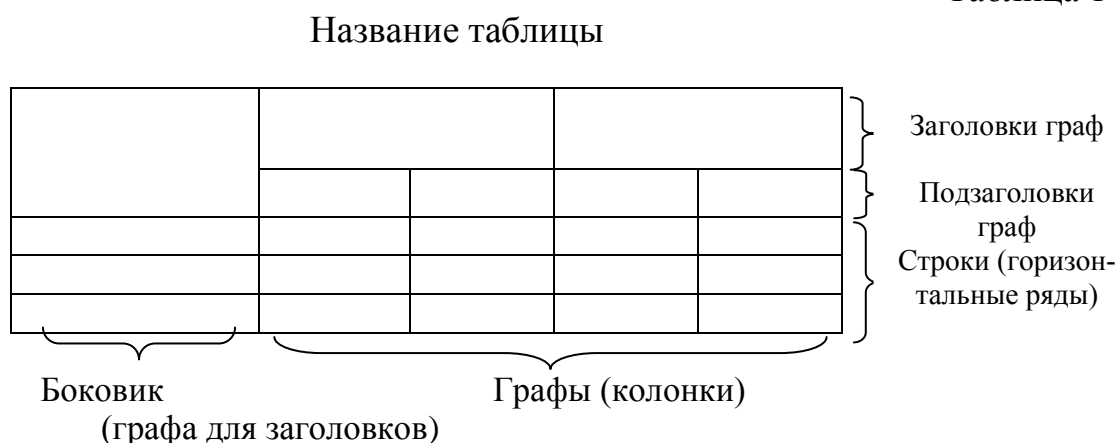 Название таблицы
Заголовки граф
Подзаголовки
граф
Строки (горизон-
тальные ряды)
Боковик
Графы (колонки)
(графа для заголовков)